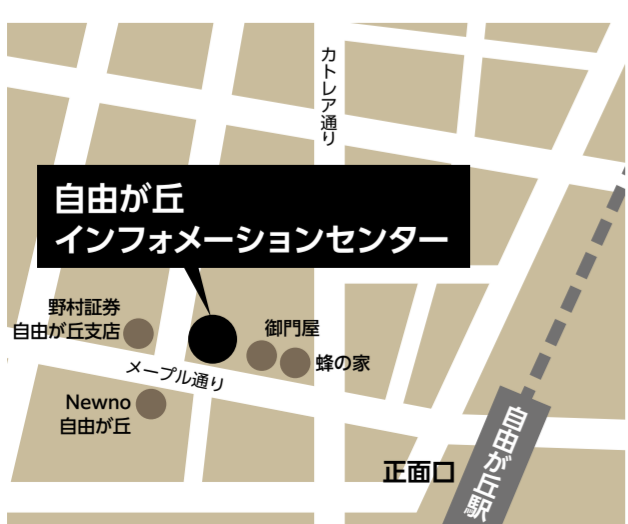 カトレア通り
自由が丘
インフォメーションセンター
野村証券
自由が丘支店
御門屋
蜂の家
メープル通り
Newno
自由が丘
正面口
自由が丘駅